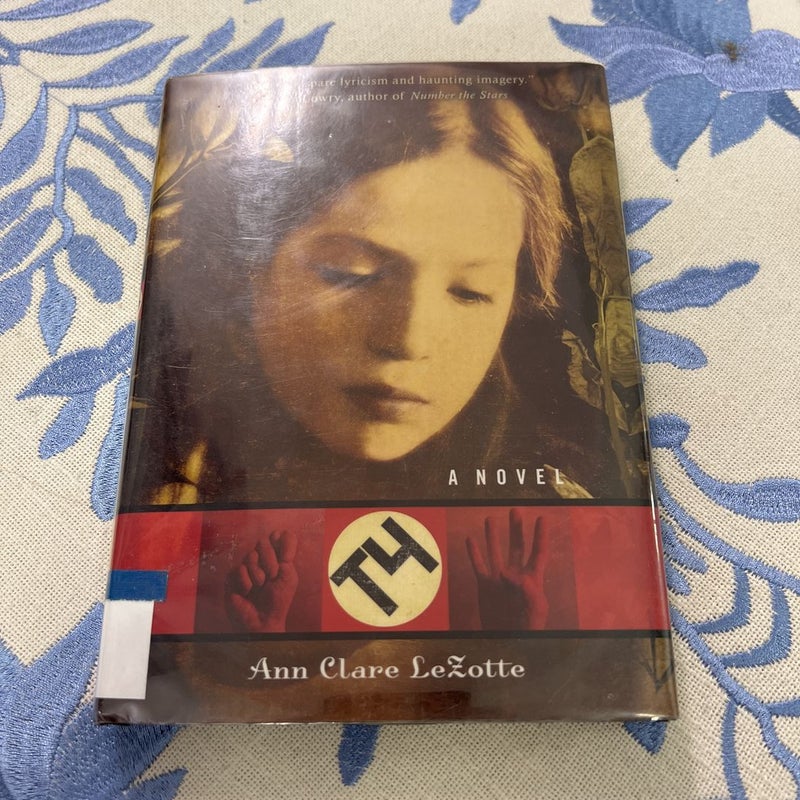 spare lyricism and haunting imagery."
Lowry, author of Number the Stars
A NOVEL
T4
Ann Clare LeZotte